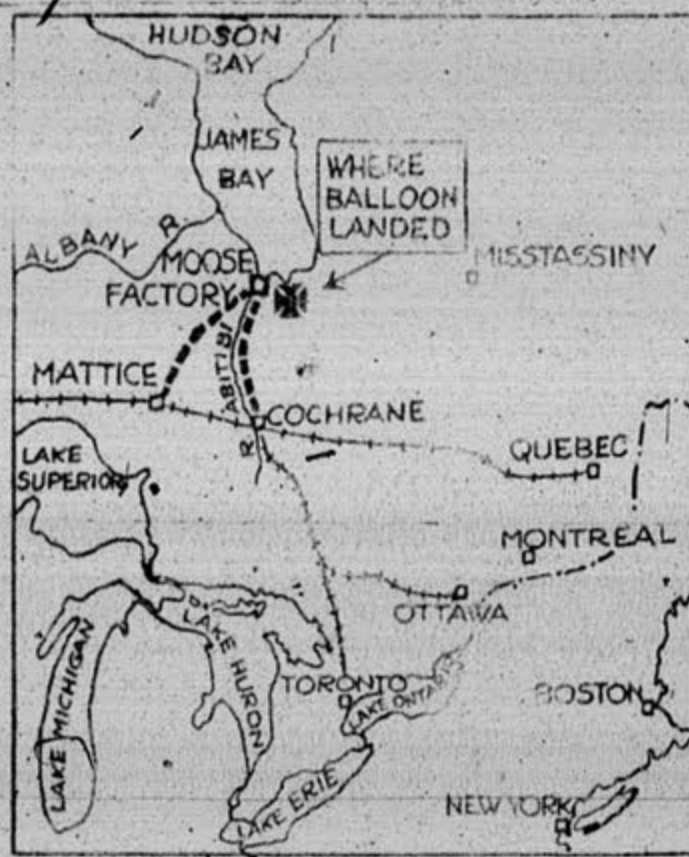 HUDSON
BAY
JAMES
BAY
WHERE
BALLOON
LANDED
ALBANY R.
MOOSE
FACTORY
MISSTASSINY
ABITIBI R
MATTICE
COCHRANE
LAKE
SUPERIOR
QUEBEC
MONTREAL
OTTAWA
LAKE MICHIGAN
LAKE HURON
TORONTO
LAKE ONTARIO
BOSTON
LAKE ERIE
NEW YORK